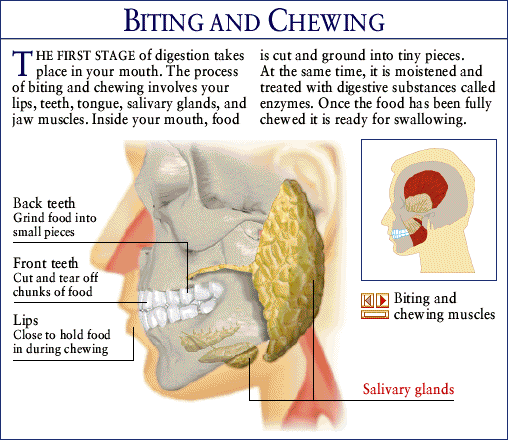 BITING AND CHEWING
THE FIRST STAGE of digestion takes
place in your mouth. The process
of biting and chewing involves your
lips, teeth, tongue, salivary glands, and
jaw muscles. Inside your mouth, food
is cut and ground into tiny pieces.
At the same time, it is moistened and
treated with digestive substances called
enzymes. Once the food has been fully
chewed it is ready for swallowing.
Back teeth
Grind food into
small pieces
Front teeth
Cut and tear off
chunks of food
Lips
Close to hold food
in during chewing
Biting and
chewing muscles
Salivary glands